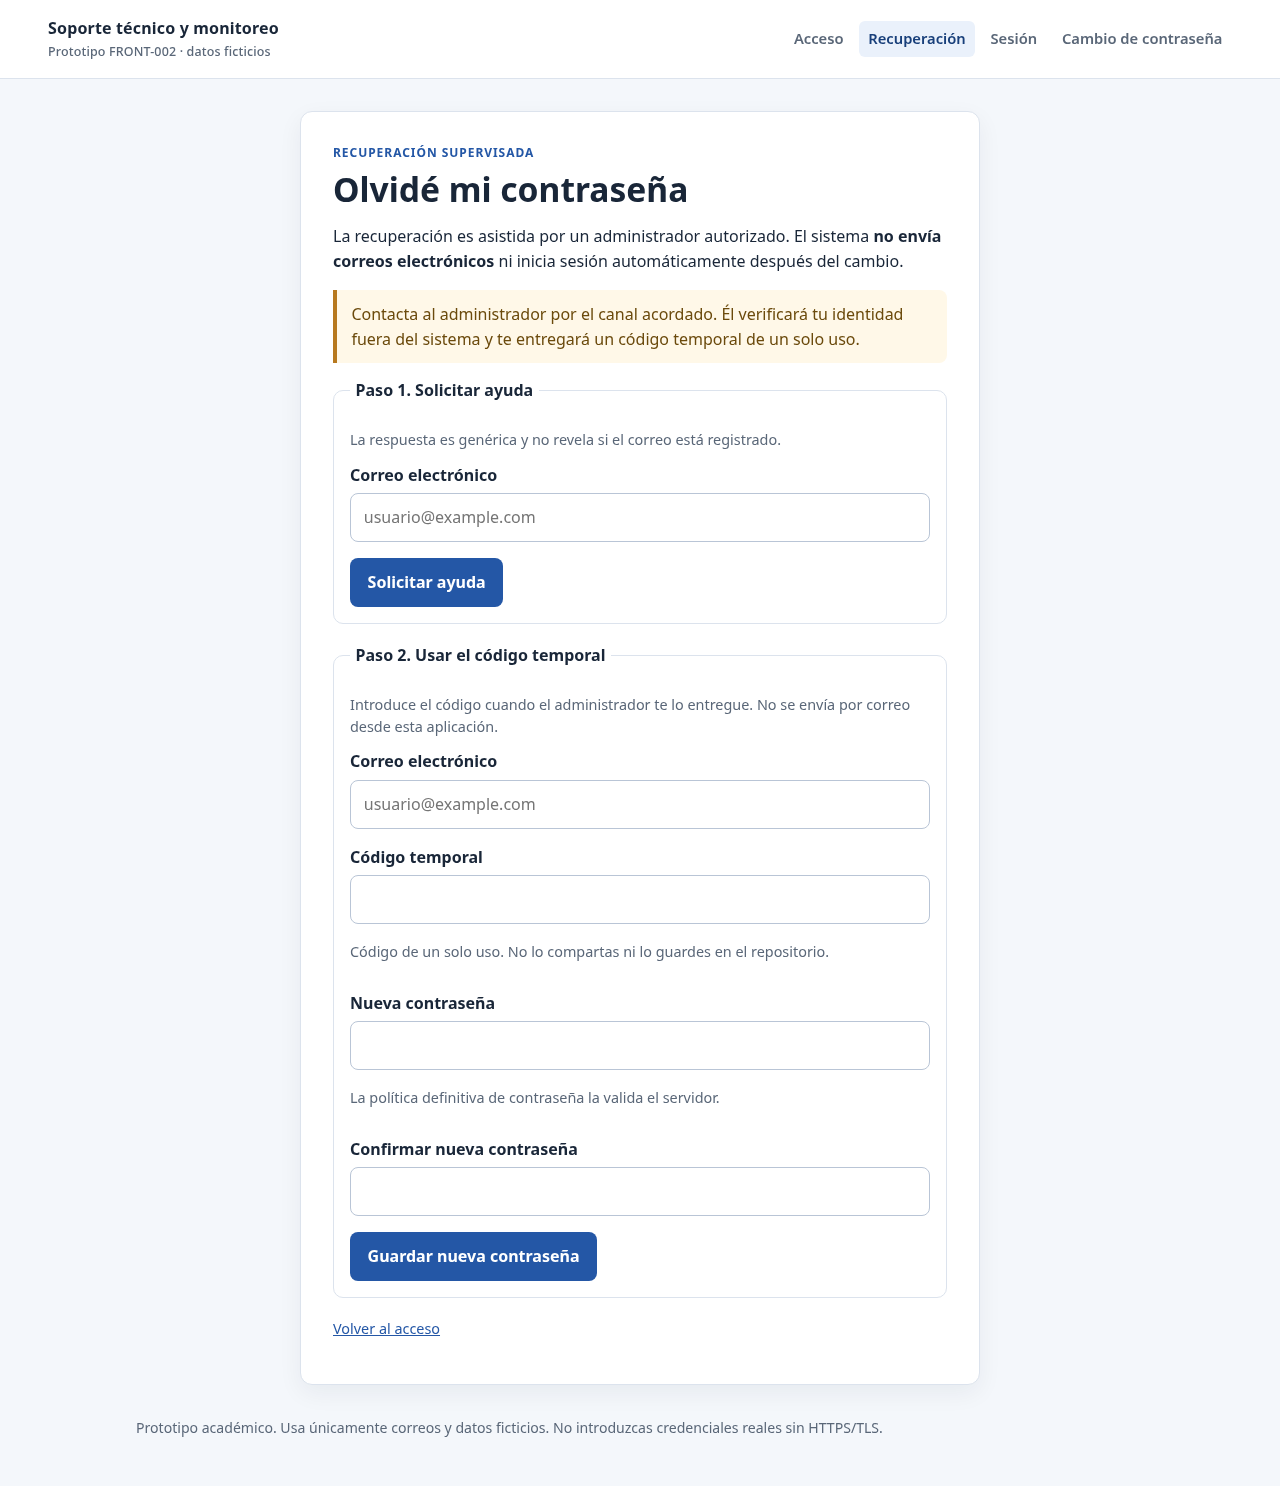 Soporte técnico y monitoreo
Prototipo FRONT-002 · datos ficticios
Acceso
Recuperación
Sesión
Cambio de contraseña
RECUPERACIÓN SUPERVISADA
Olvidé mi contraseña
La recuperación es asistida por un administrador autorizado. El sistema no envía
correos electrónicos ni inicia sesión automáticamente después del cambio.
Contacta al administrador por el canal acordado. Él verificará tu identidad
fuera del sistema y te entregará un código temporal de un solo uso.
Paso 1. Solicitar ayuda
La respuesta es genérica y no revela si el correo está registrado.
Correo electrónico
usuario@example.com
Solicitar ayuda
Paso 2. Usar el código temporal
Introduce el código cuando el administrador te lo entregue. No se envía por correo
desde esta aplicación.
Correo electrónico
usuario@example.com
Código temporal
Código de un solo uso. No lo compartas ni lo guardes en el repositorio.
Nueva contraseña
La política definitiva de contraseña la valida el servidor.
Confirmar nueva contraseña
Guardar nueva contraseña
Volver al acceso
Prototipo académico. Usa únicamente correos y datos ficticios. No introduzcas credenciales reales sin HTTPS/TLS.